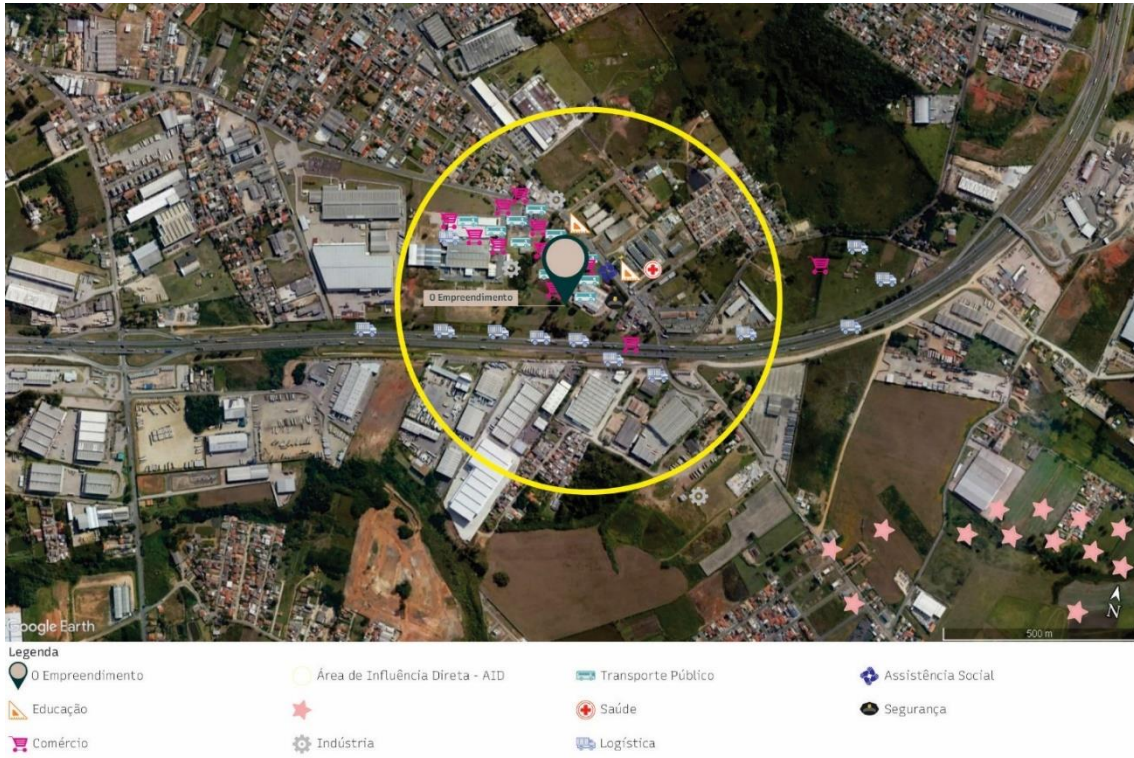 O Empreendimento
Google Earth
N
500 m
Legenda
O Empreendimento
Área de Influência Direta - AID
Transporte Público
Assistência Social
Educação
Saúde
Segurança
Comércio
Indústria
Logística